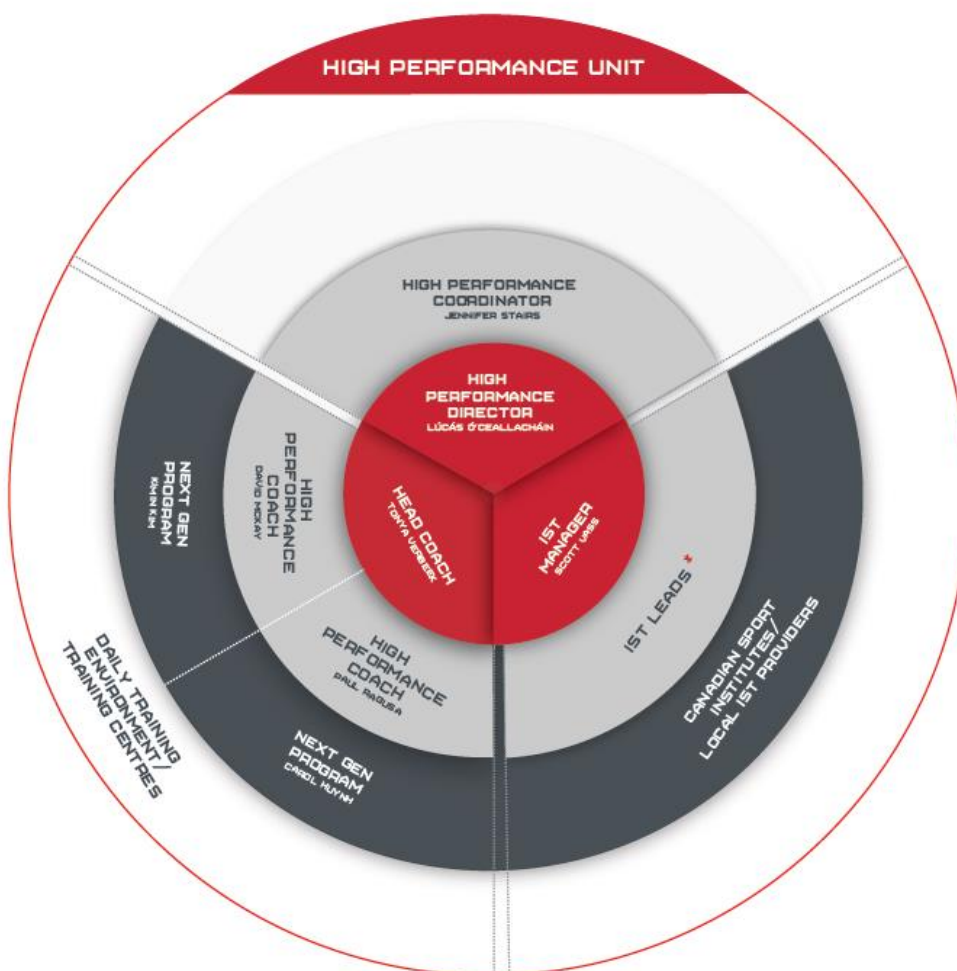 HIGH PERFORMANCE UNIT
HIGH PERFORMANCE
COORDINATOR
JENNIFER STAIRS
HIGH
PERFORMANCE
DIRECTOR
LÚCÁS Ó'CEALLACHÁIN
HEAD COACH
TONYA VERBEEK
IST
MANAGER
SCOTT VASS
HIGH
PERFORMANCE
COACH
DAVID MCKAY
HIGH
PERFORMANCE
COACH
PAUL RAGUSA
IST LEADS
NEXT GEN
PROGRAM
KIMIN KIM
NEXT GEN
PROGRAM
CAROL HUYNH
CANADIAN SPORT
INSTITUTES/
LOCAL IST PROVIDERS
DAILY TRAINING
ENVIRONMENT/
TRAINING CENTRES